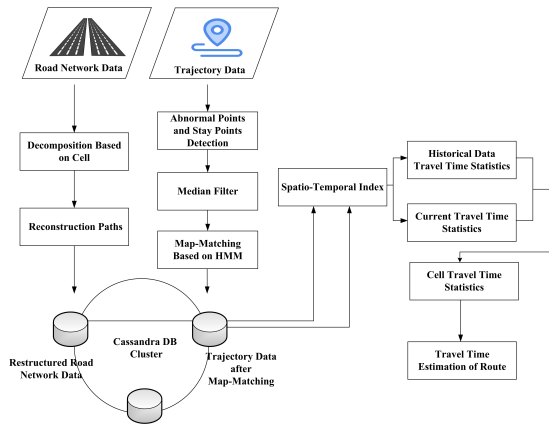 Road Network Data
Trajectory Data
Decomposition Based
on Cell
Reconstruction Paths
Abnormal Points
and Stay Points
Detection
Median Filter
Map-Matching
Based on HMM
Cassandra DB
Cluster
Restructured Road
Network Data
Trajectory Data
after
Map-Matching
Spatio-Temporal Index
Historical Data
Travel Time Statistics
Current Travel Time
Statistics
Cell Travel Time
Statistics
Travel Time
Estimation of Route